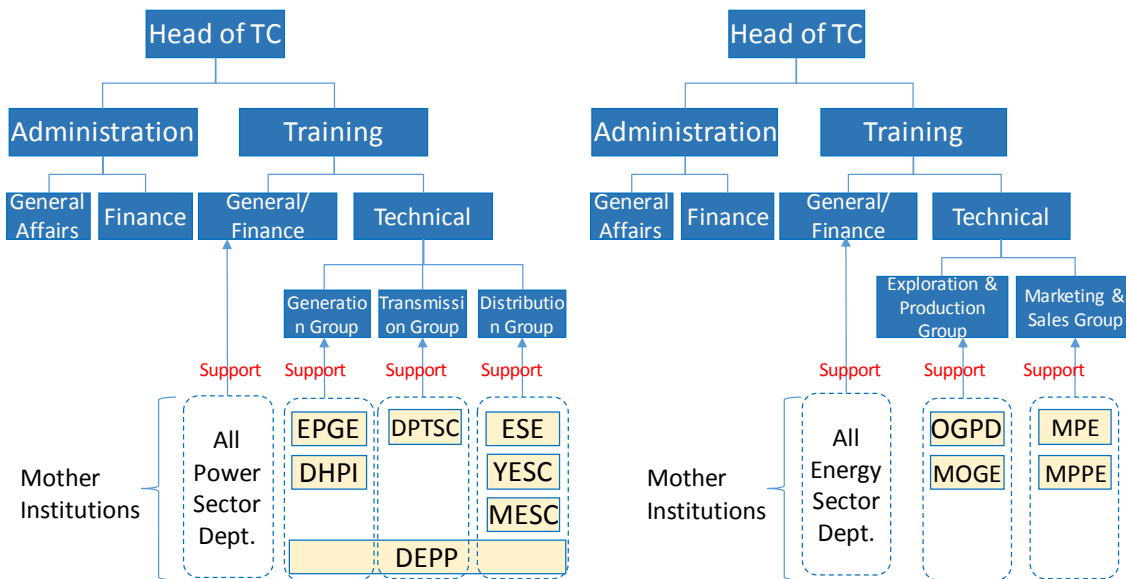 Head of TC
Administration
Training
General
Affairs
Finance
General/
Finance
Technical
Generatio
n Group
Transmissi
on Group
Distributio
n Group
Support
Support
Support
Support
Mother
Institutions
All
Power
Sector
Dept.
EPGE
DHPI
DPTSC
ESE
YESC
MESC
DEPP
Head of TC
Administration
Training
General
Affairs
Finance
General/
Finance
Technical
Exploration &
Production
Group
Marketing &
Sales Group
Support
Support
Support
Mother
Institutions
All
Energy
Sector
Dept.
OGPD
MOGE
MPE
MPPE